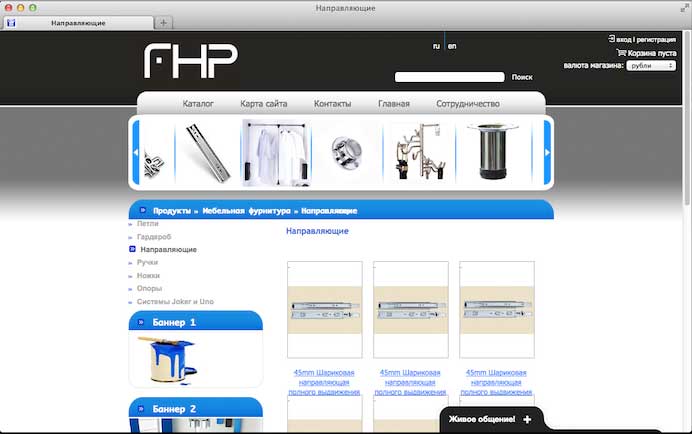 Направляющие
Направляющие
FHP
ru
en
вход | регистрация
Корзина пуста
валюта магазина:
рубли
Поиск
Каталог
Карта сайта
Контакты
Главная
Сотрудничество
Продукты » Мебельная фурнитура » Направляющие
Петли
Гардероб
Направляющие
Ручки
Ножки
Опоры
Системы Joker и Uno
Направляющие
45mm Шариковая
направляющая
полного выдвижения
45mm Шариковая
направляющая
полного выдвижения
45mm Шариковая
направляющая
полного выдвижения
Баннер 1
Баннер 2
Живое общение!